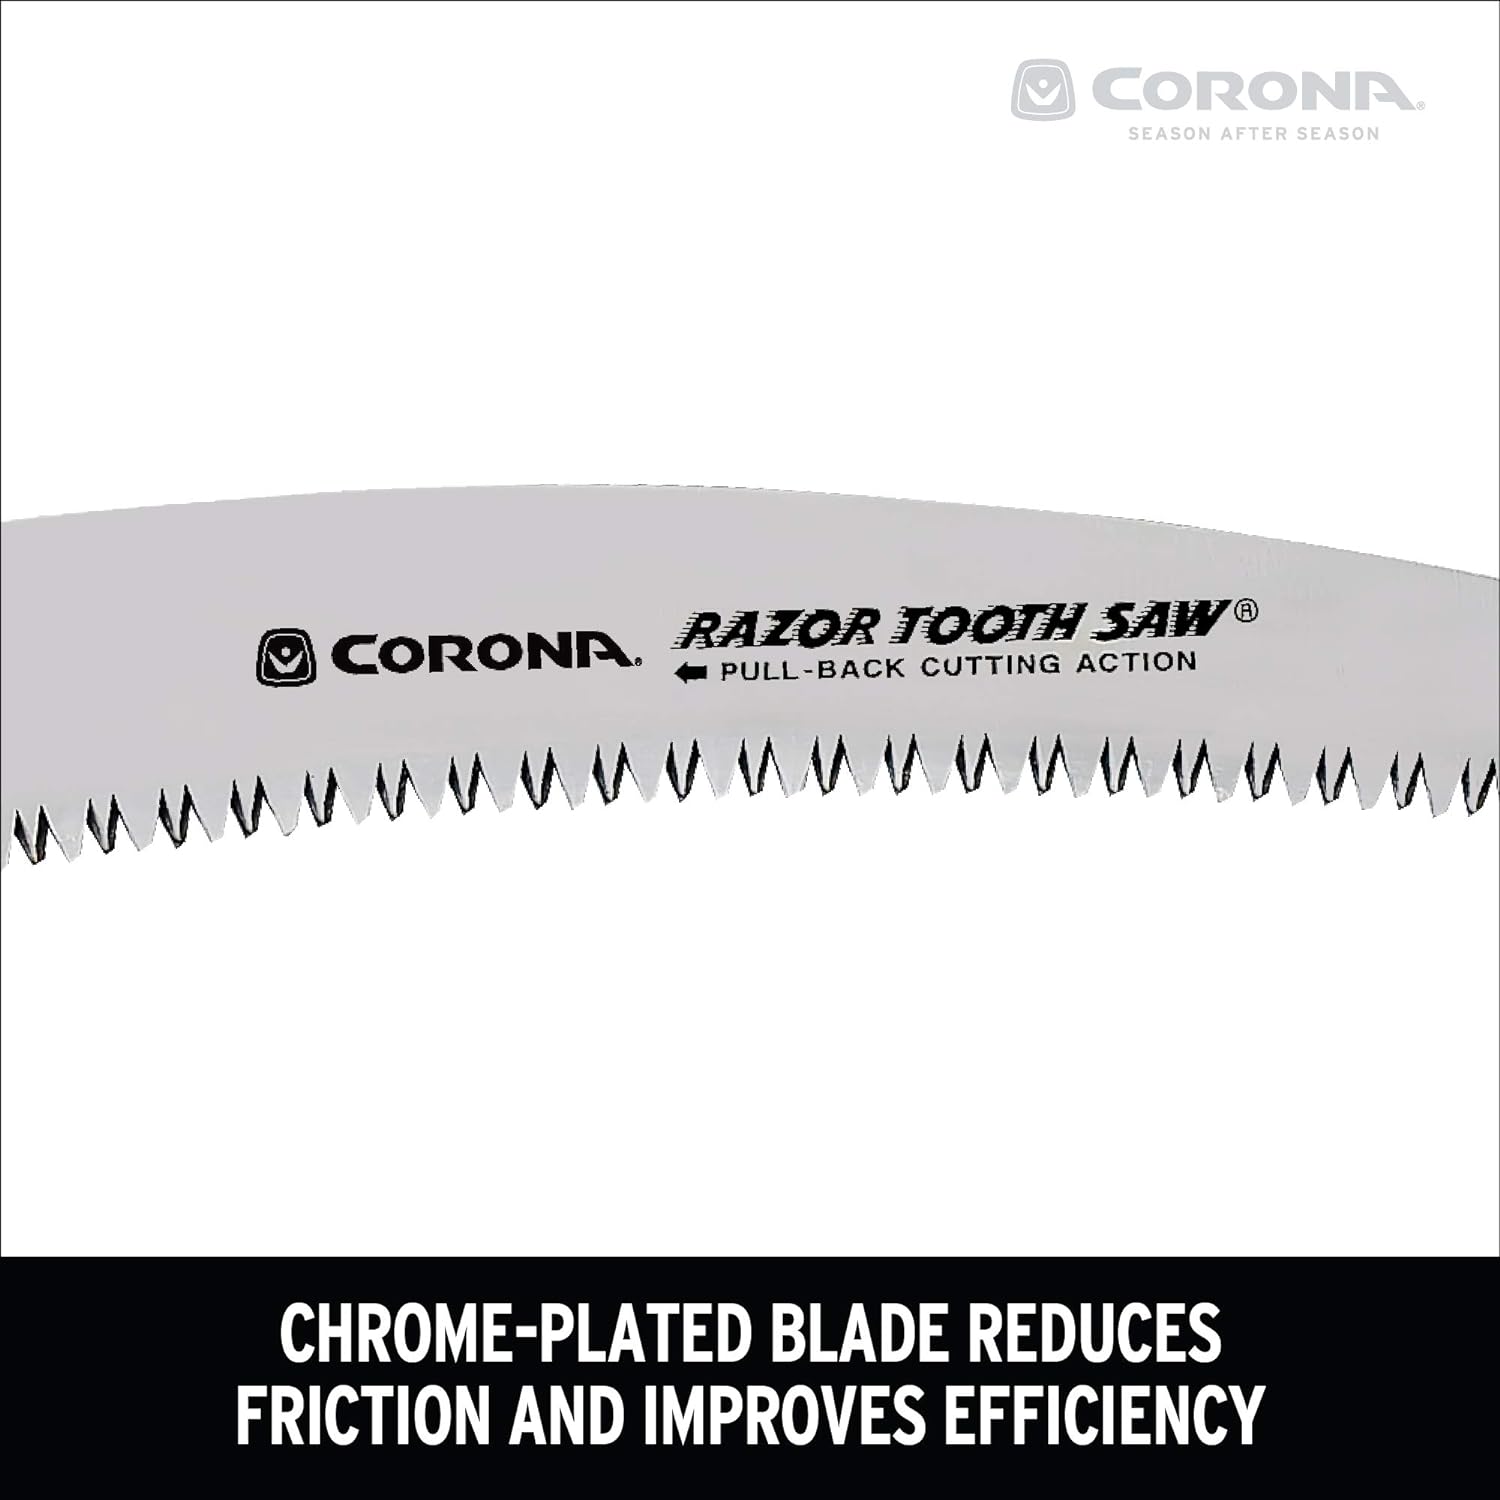 CORONA®
SEASON AFTER SEASON
CORONA®
RAZOR TOOTH SAW®
PULL-BACK CUTTING ACTION
CHROME-PLATED BLADE REDUCES
FRICTION AND IMPROVES EFFICIENCY